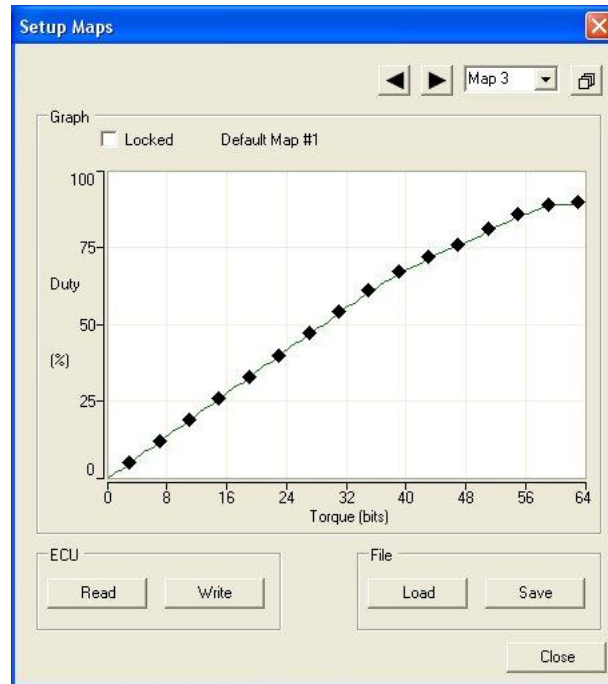 Setup Maps
Map 3
Graph
Locked Default Map #1
100
75
Duty
50
(%)
25
0
0 8 16 24 32 40 48 56 64
Torque (bits)
ECU
Read Write
File
Load Save
Close